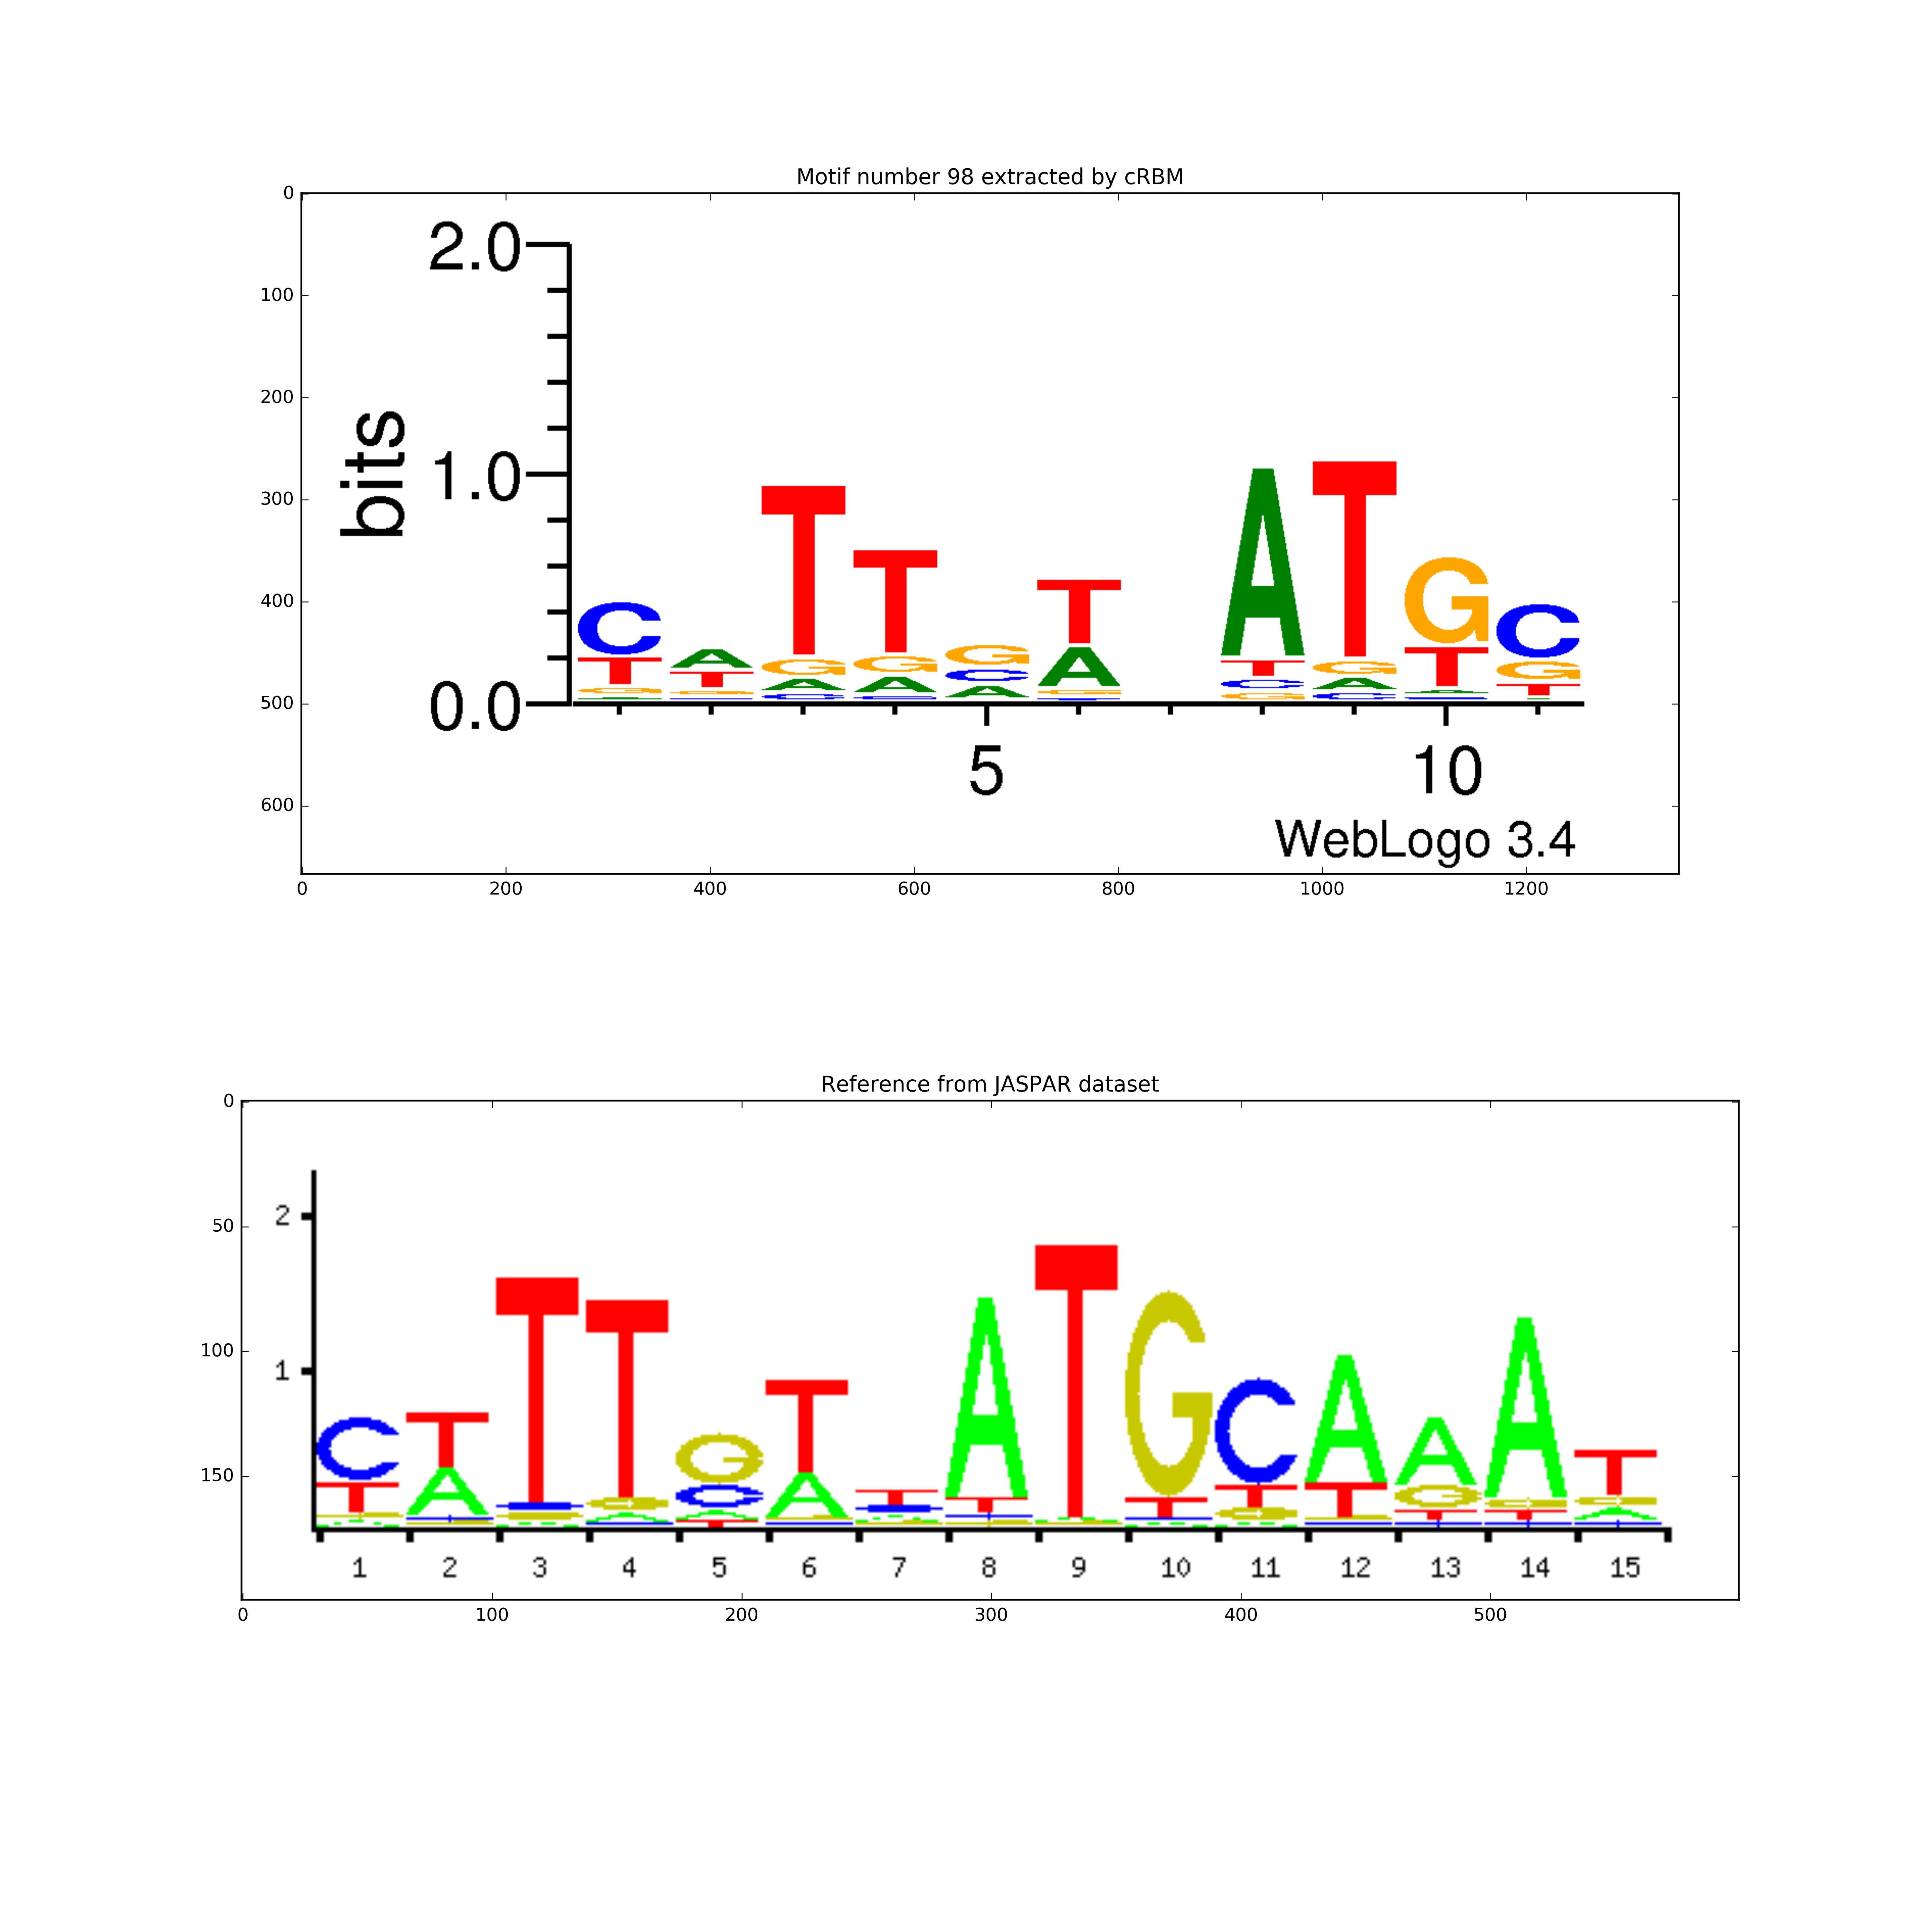 Motif number 98 extracted by cRBM
0
100
200
300
400
500
600
2.0
1.0
0.0
bits
C A T T G T A T G C
T T G G C A T G T C
G G A A A G C A A G
C C G C T
5 10
WebLogo 3.4
0 200 400 600 800 1000 1200
Reference from JASPAR dataset
0
50
100
150
2
1
C T T T G T T A T G C A A A T
T A C G C A C T T T T G G G
1 2 3 4 5 6 7 8 9 10 11 12 13 14 15
0 100 200 300 400 500